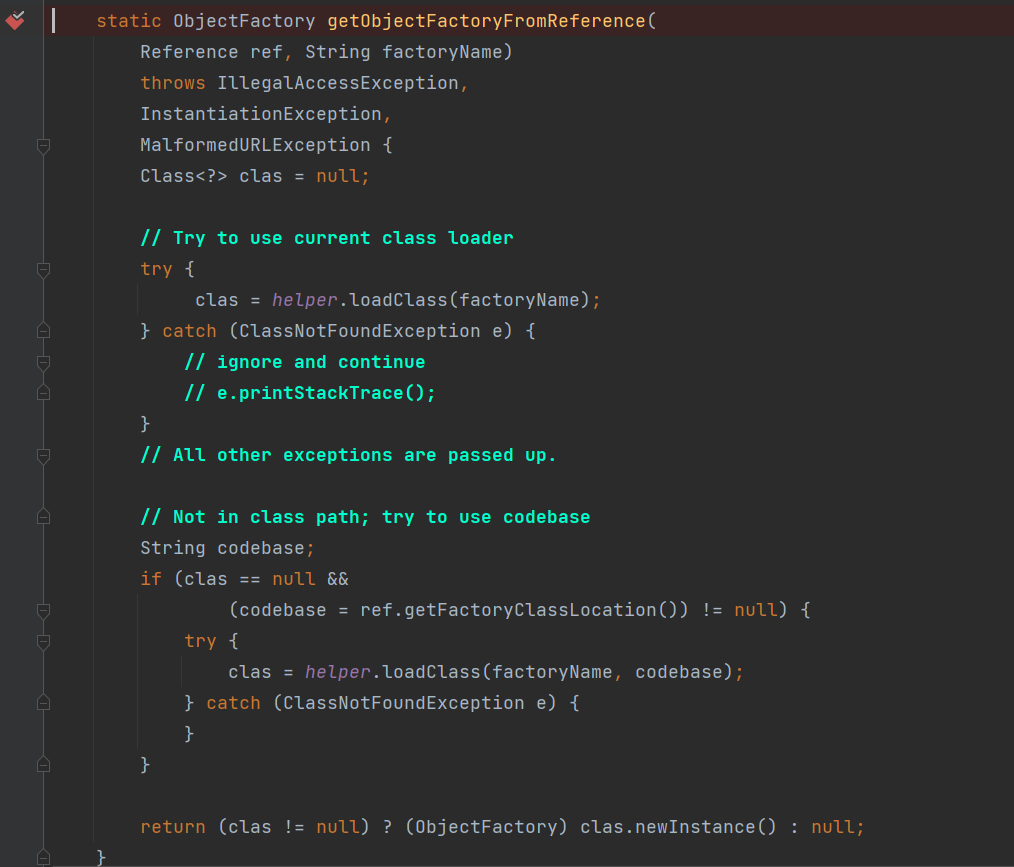 static ObjectFactory getObjectFactoryFromReference(
Reference ref, String factoryName)
throws IllegalAccessException,
InstantiationException,
MalformedURLException {
Class<?> clas = null;
// Try to use current class loader
try {
clas = helper.loadClass(factoryName);
} catch (ClassNotFoundException e) {
// ignore and continue
// e.printStackTrace();
}
// All other exceptions are passed up.
// Not in class path; try to use codebase
String codebase;
if (clas == null &&
(codebase = ref.getFactoryClassLocation()) != null) {
try {
clas = helper.loadClass(factoryName, codebase);
} catch (ClassNotFoundException e) {
}
}
return (clas != null) ? (ObjectFactory) clas.newInstance() : null;
}